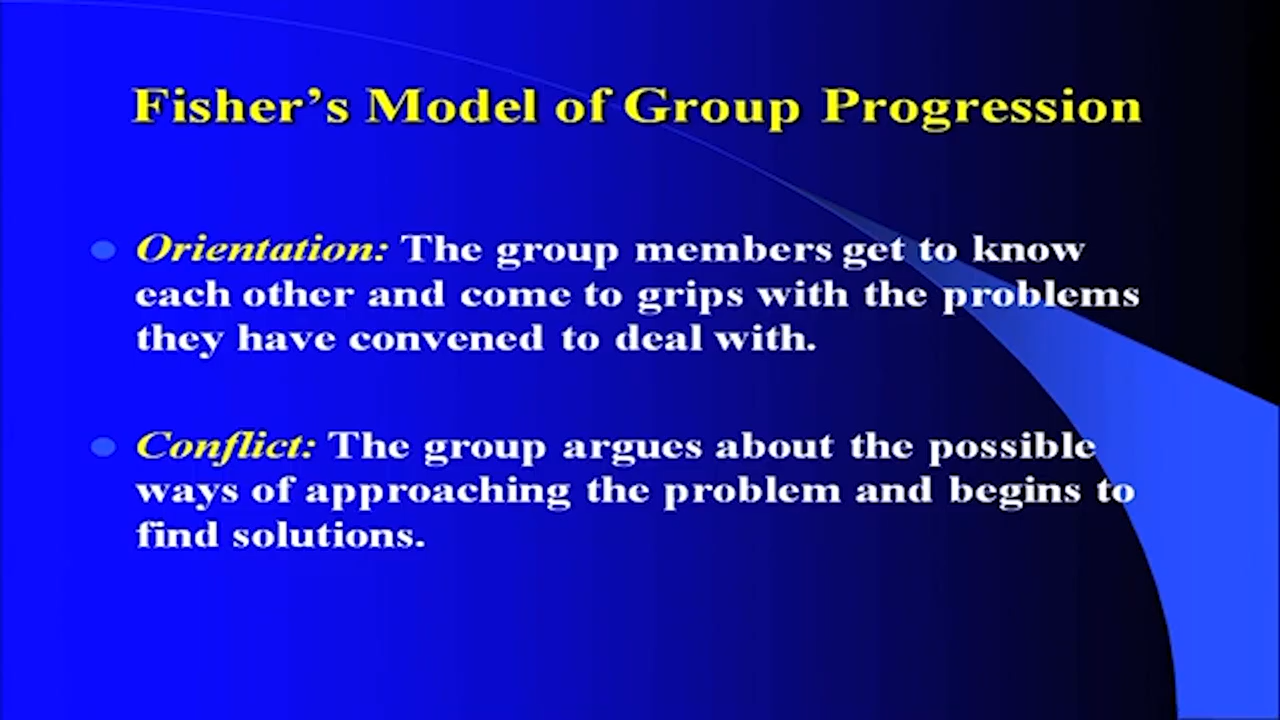 Fisher’s Model of Group Progression
Orientation: The group members get to know
each other and come to grips with the problems
they have convened to deal with.
Conflict: The group argues about the possible
ways of approaching the problem and begins to
find solutions.